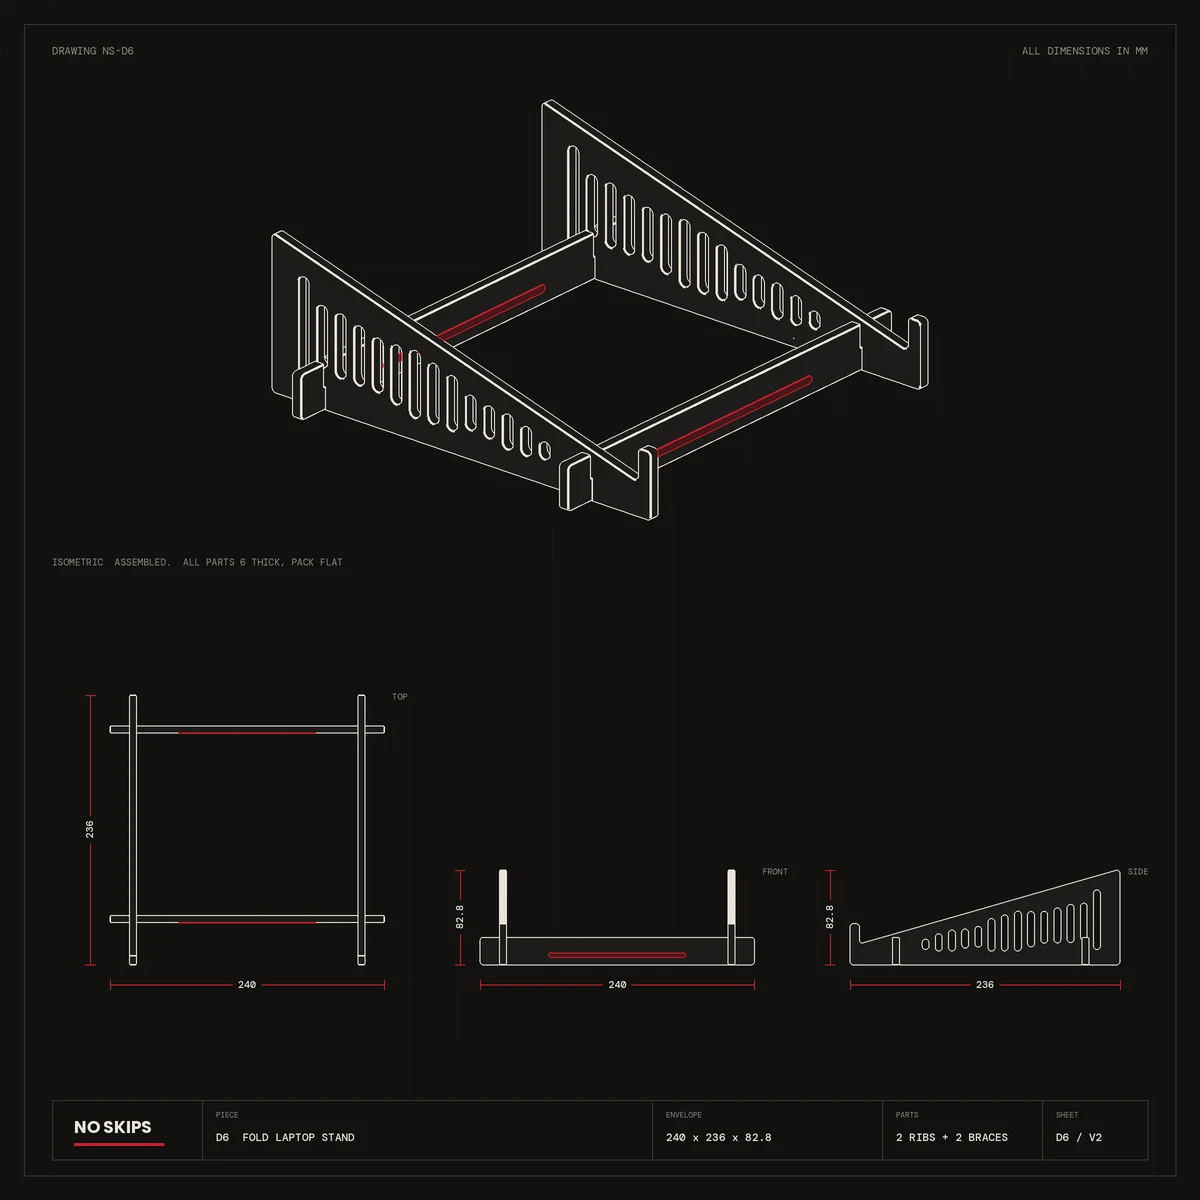 DRAWING NS-D6
ALL DIMENSIONS IN MM
ISOMETRIC  ASSEMBLED.  ALL PARTS 6 THICK, PACK FLAT
TOP
236
240
FRONT
82.8
240
SIDE
82.8
236
NO SKIPS
PIECE
D6  FOLD LAPTOP STAND
ENVELOPE
240 x 236 x 82.8
PARTS
2 RIBS + 2 BRACES
SHEET
D6 / V2